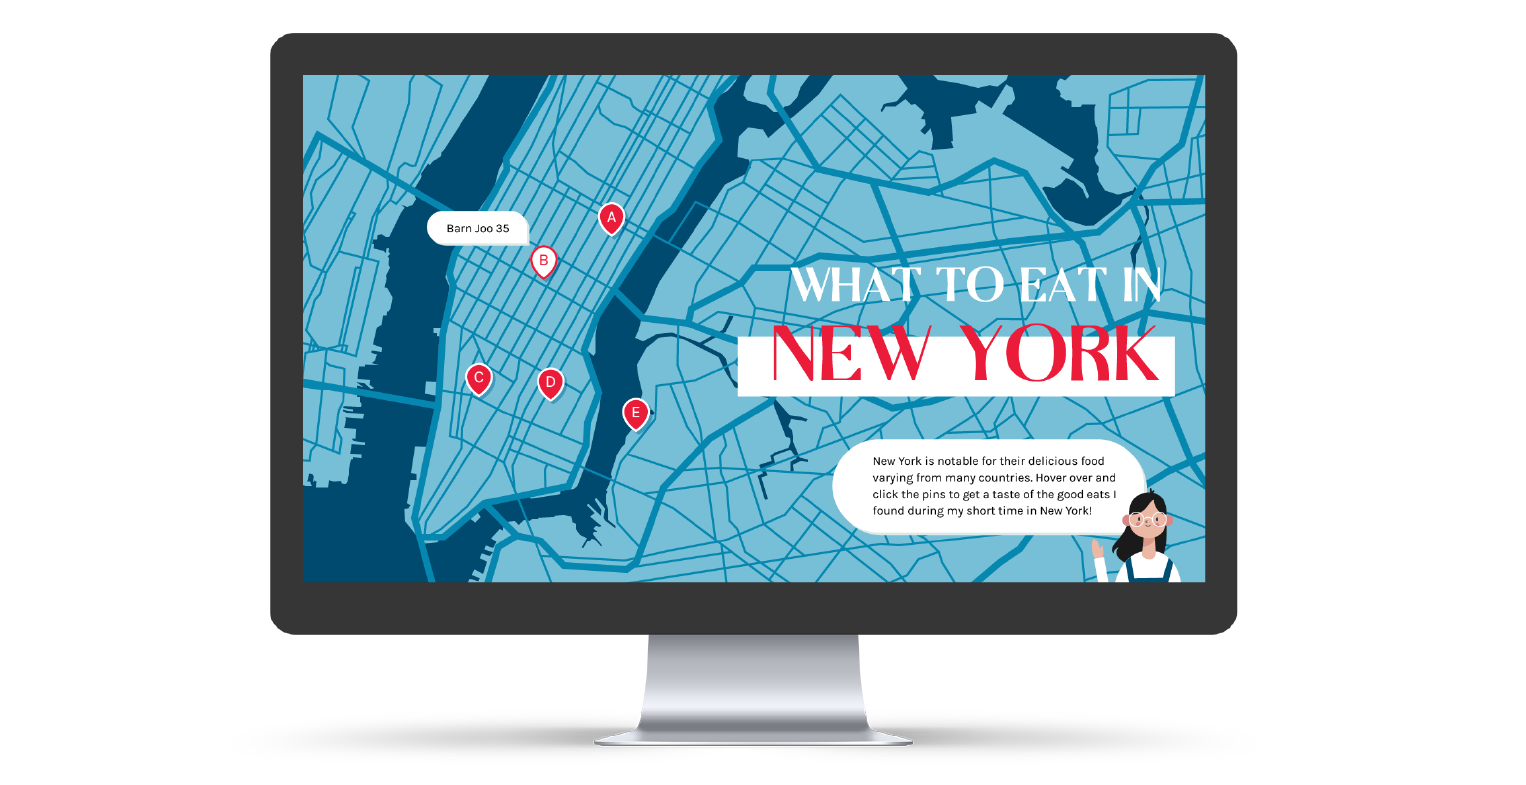 A
Barn Joo 35
B
C
D
E
WHAT TO EAT IN
NEW YORK
New York is notable for their delicious food
varying from many countries. Hover over and
click the pins to get a taste of the good eats I
found during my short time in New York!